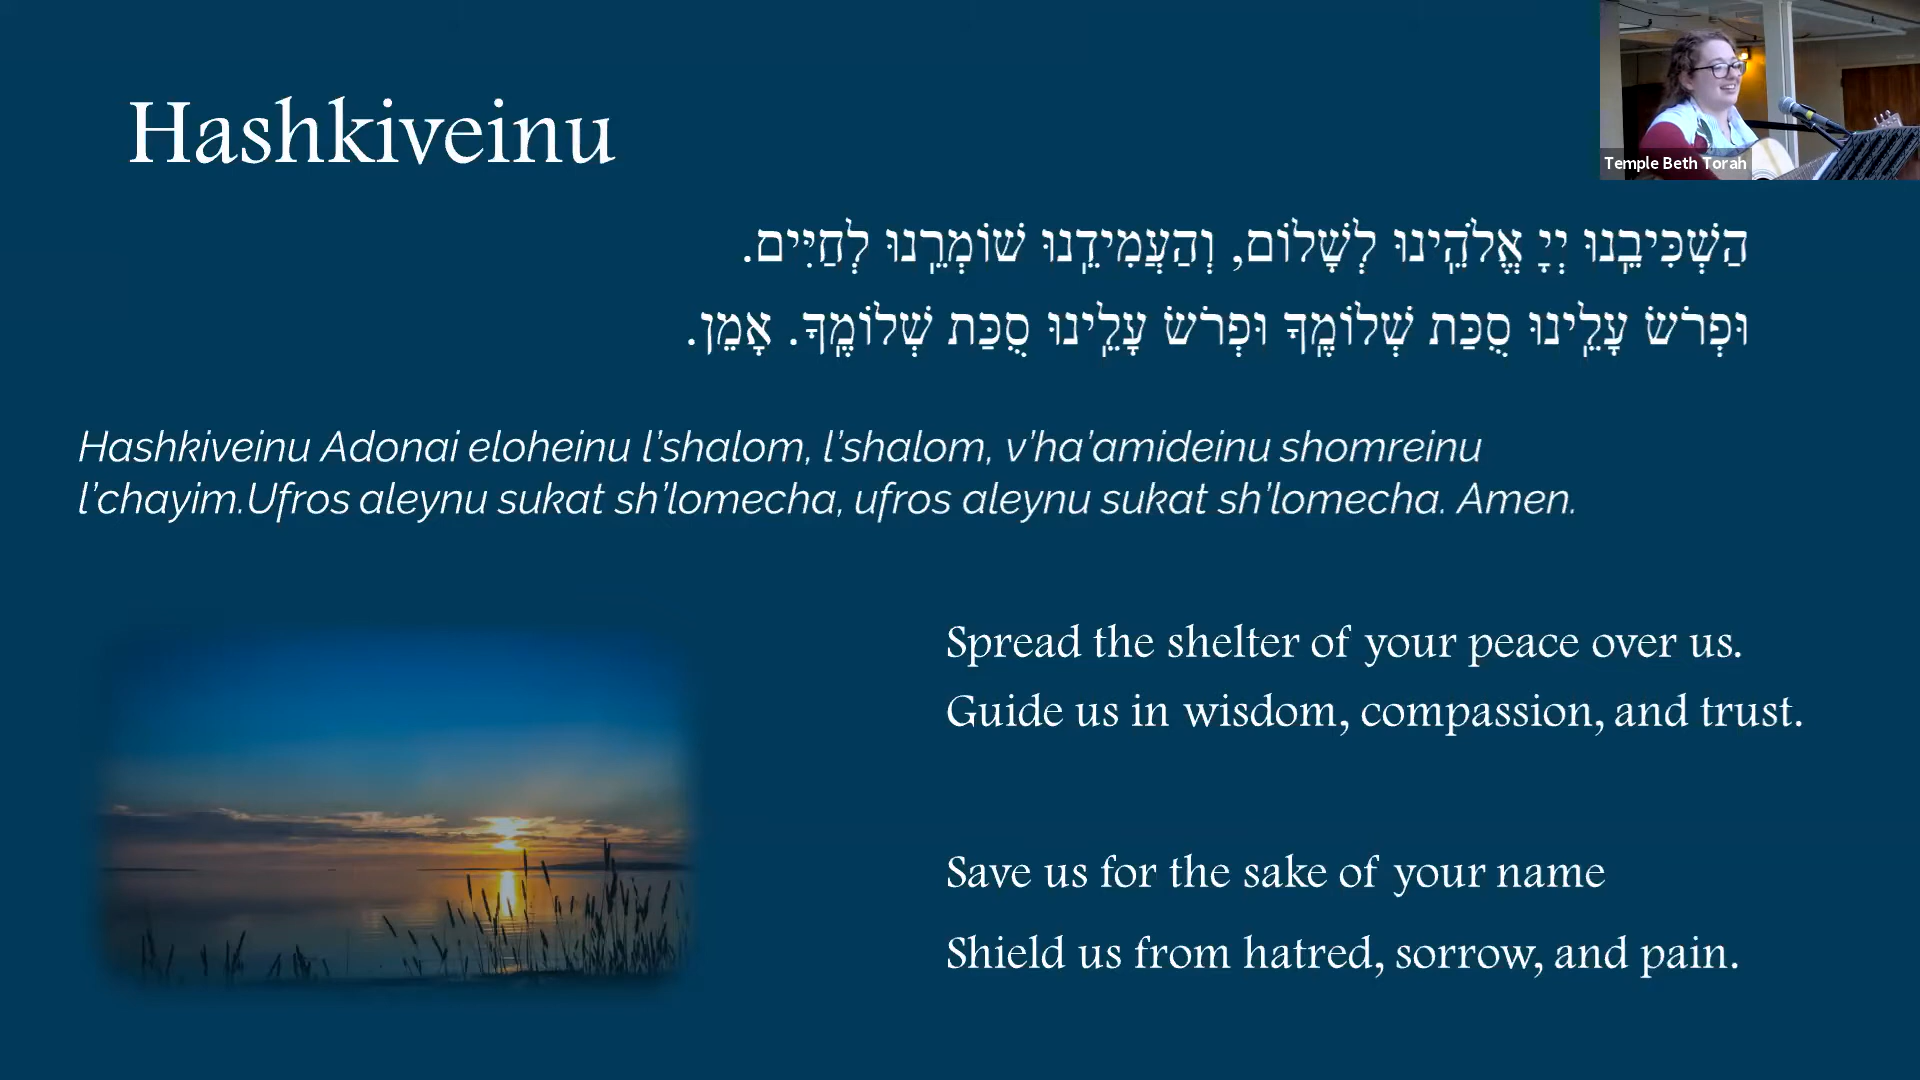 Hashkiveinu
Temple Beth Torah
הַשְׁכִּיבֵֽנוּ יְיָ אֱלֹהֵֽינוּ לְשָׁלוֹם, וְהַעֲמִידֵֽנוּ שׁוֹמְרֵֽנוּ לְחַיִּים.
וּפְרֹשׂ עָלֵֽינוּ סֻכַּת שְׁלוֹמֶֽךָ וּפְרֹשׂ עָלֵֽינוּ סֻכַּת שְׁלוֹמֶֽךָ. אָמֵן.
Hashkiveinu Adonai eloheinu l’shalom, l’shalom, v’ha’amideinu shomreinu
l’chayim.Ufros aleynu sukat sh’lomecha, ufros aleynu sukat sh’lomecha. Amen.
Spread the shelter of your peace over us.
Guide us in wisdom, compassion, and trust.
Save us for the sake of your name
Shield us from hatred, sorrow, and pain.